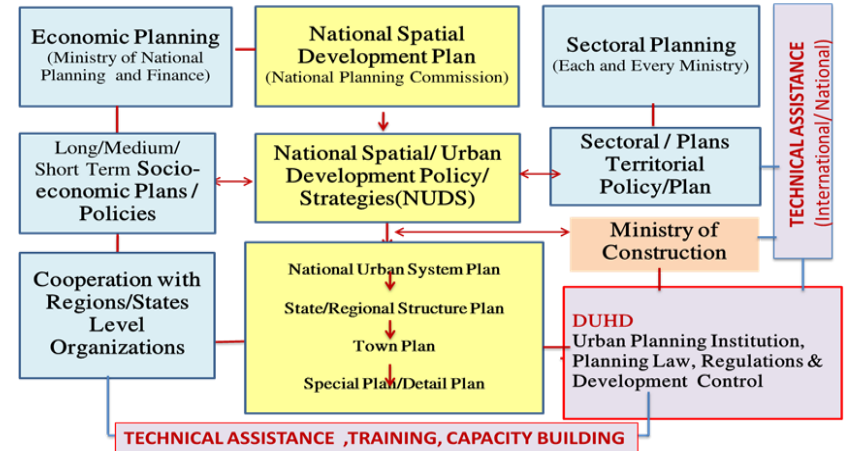 Economic Planning
(Ministry of National
Planning and Finance)
National Spatial
Development Plan
(National Planning Commission)
Sectoral Planning
(Each and Every Ministry)
TECHNICAL ASSISTANCE
(International/ National)
Long/Medium/
Short Term Socio-
economic Plans /
Policies
National Spatial/ Urban
Development Policy/
Strategies(NUDS)
Sectoral / Plans
Territorial
Policy/Plan
Ministry of
Construction
Cooperation with
Regions/States
Level
Organizations
National Urban System Plan
State/Regional Structure Plan
Town Plan
Special Plan/Detail Plan
DUHD
Urban Planning Institution,
Planning Law, Regulations &
Development Control
TECHNICAL ASSISTANCE ,TRAINING, CAPACITY BUILDING